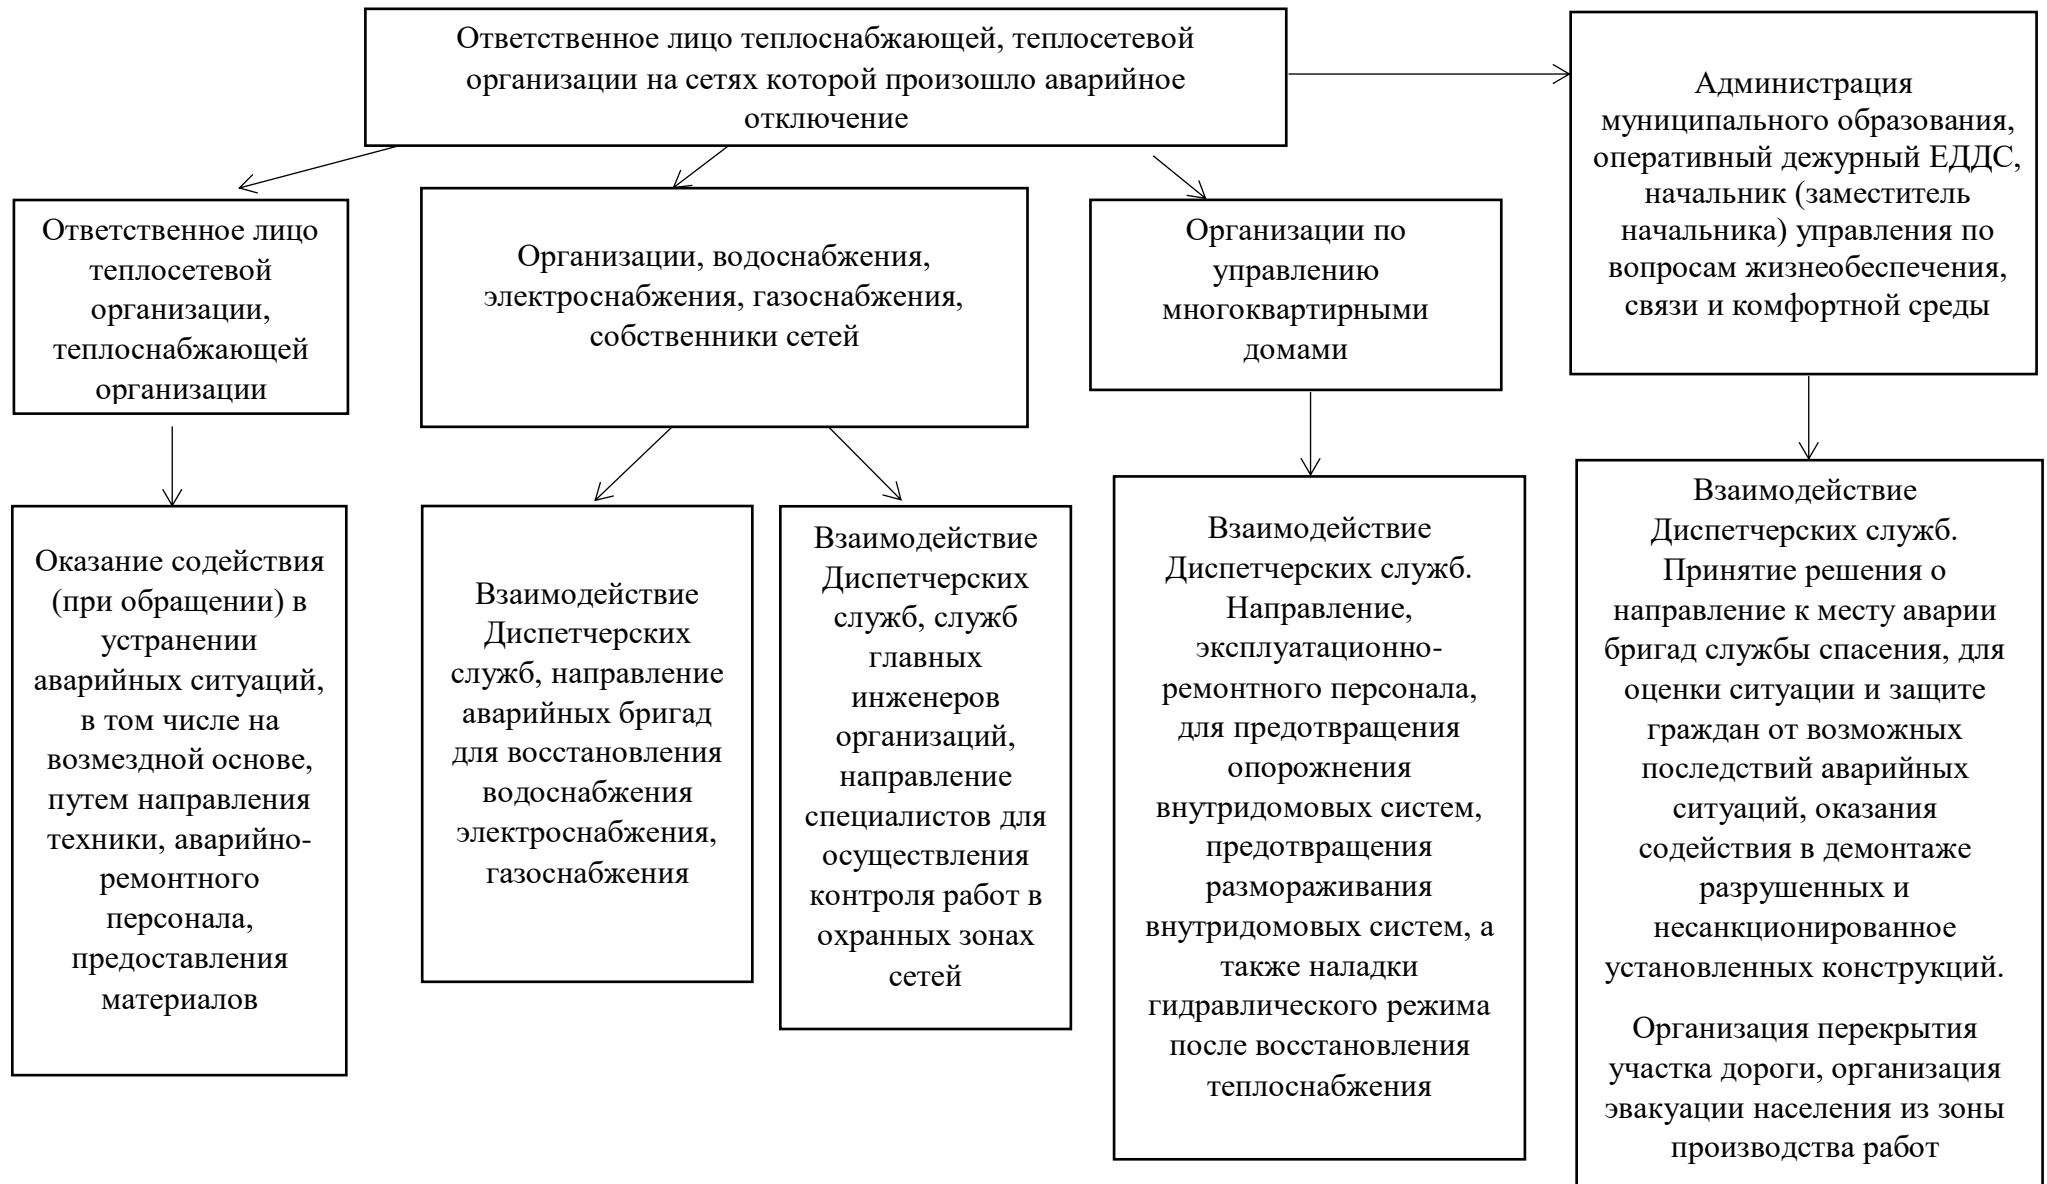 Ответственное лицо теплоснабжающей, теплосетевой
организации на сетях которой произошло аварийное
отключение
Администрация
муниципального образования,
оперативный дежурный ЕДДС,
начальник (заместитель
начальника) управления по
вопросам жизнеобеспечения,
связи и комфортной среды
Ответственное лицо
теплосетевой
организации,
теплоснабжающей
организации
Организации, водоснабжения,
электроснабжения, газоснабжения,
собственники сетей
Организации по
управлению
многоквартирными
домами
Оказание содействия
(при обращении) в
устранении
аварийных ситуаций,
в том числе на
возмездной основе,
путем направления
техники, аварийно-
ремонтного
персонала,
предоставления
материалов
Взаимодействие
Диспетчерских
служб, направление
аварийных бригад
для восстановления
водоснабжения
электроснабжения,
газоснабжения
Взаимодействие
Диспетчерских
служб, служб
главных
инженеров
организаций,
направление
специалистов для
осуществления
контроля работ в
охранных зонах
сетей
Взаимодействие
Диспетчерских служб.
Направление,
эксплуатационно-
ремонтного персонала,
для предотвращения
опорожнения
внутридомовых систем,
предотвращения
размораживания
внутридомовых систем, а
также наладки
гидравлического режима
после восстановления
теплоснабжения
Взаимодействие
Диспетчерских служб.
Принятие решения о
направление к месту аварии
бригад службы спасения, для
оценки ситуации и защите
граждан от возможных
последствий аварийных
ситуаций, оказания
содействия в демонтаже
разрушенных и
несанкционированное
установленных конструкций.
Организация перекрытия
участка дороги, организация
эвакуации населения из зоны
производства работ